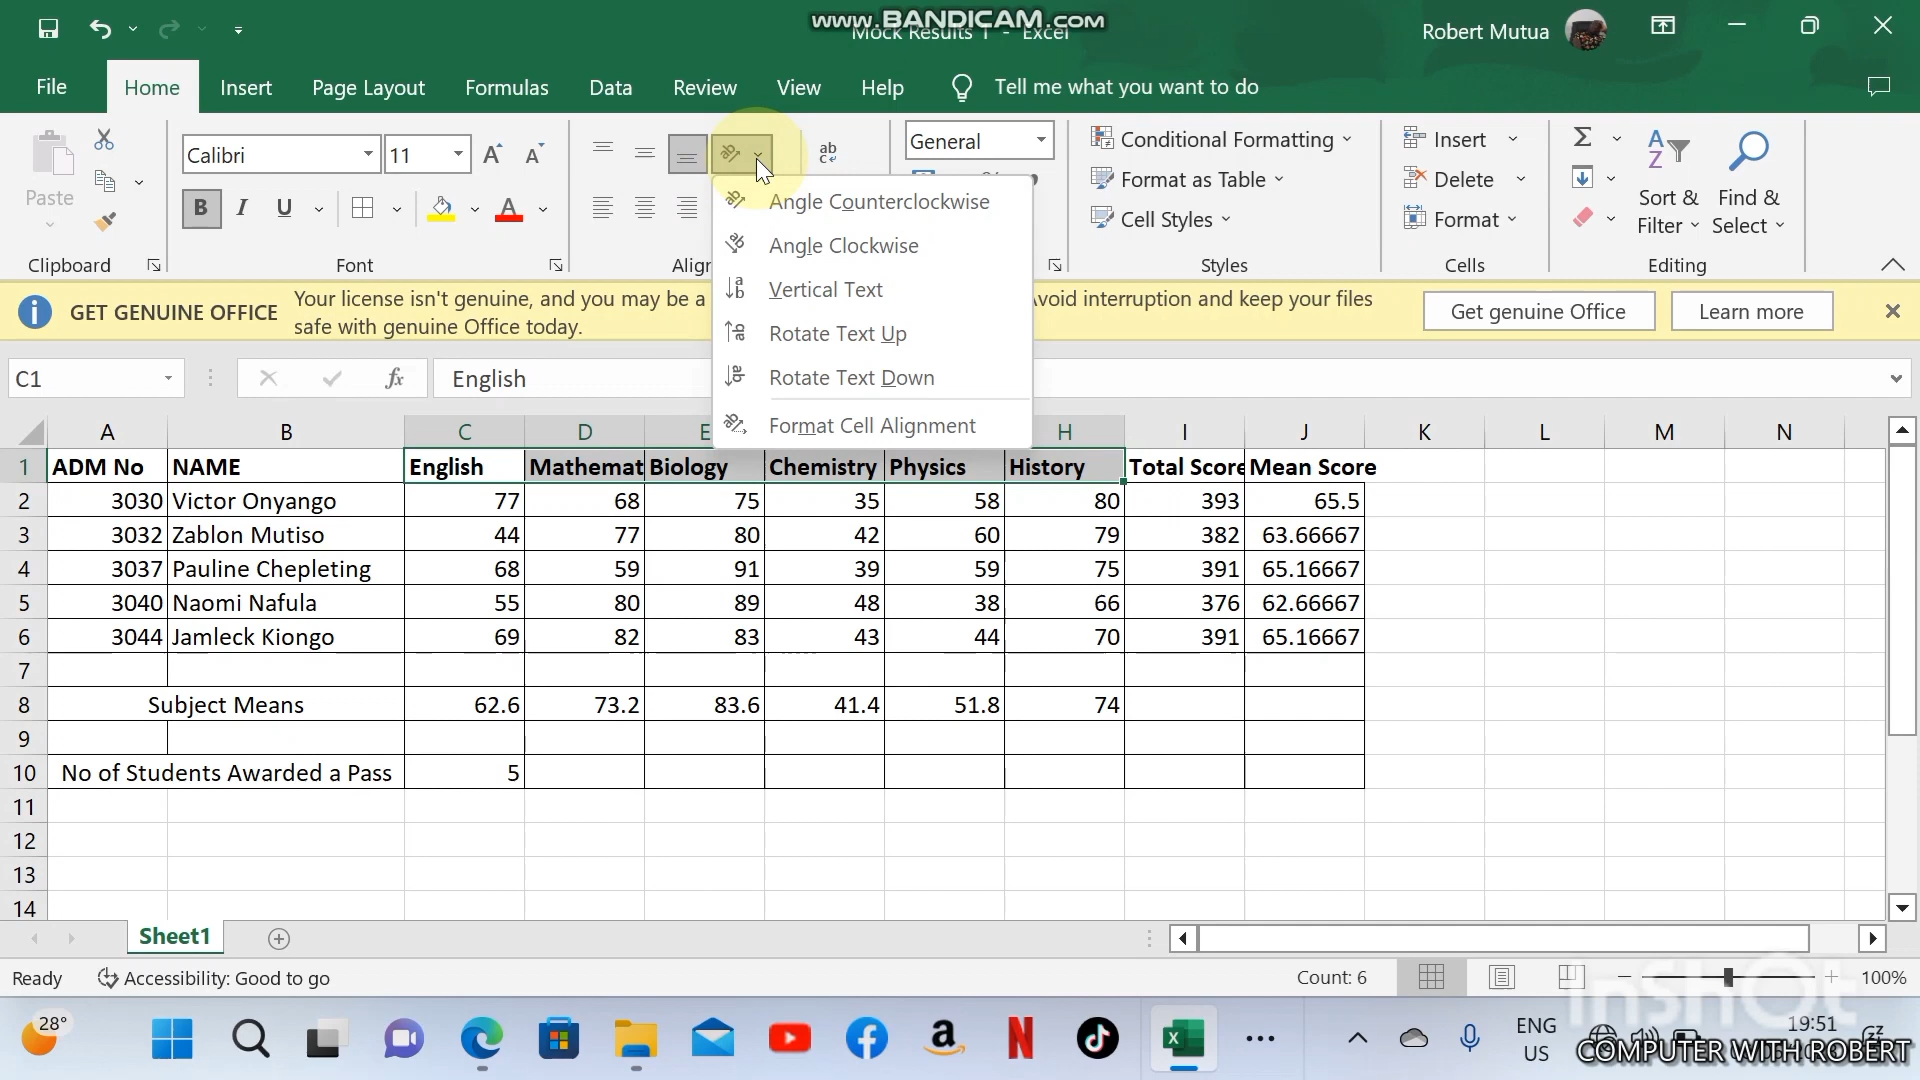 www.BANDICAM.com
Mock Results 1 - Excel
Robert Mutua
File Home Insert Page Layout Formulas Data Review View Help Tell me what you want to do
Paste
Calibri 11
General
B I U A
Conditional Formatting
Format as Table
Cell Styles
Insert
Delete
Format
Sort & Filter
Find & Select
Clipboard Font Styles Cells Editing
Angle Counterclockwise
Angle Clockwise
Vertical Text
Rotate Text Up
Rotate Text Down
Format Cell Alignment
GET GENUINE OFFICE Your license isn't genuine, and you may be a void interruption and keep your files
safe with genuine Office today.
Get genuine Office Learn more
C1 fx English
A B C D E H I J K L M N
1 ADM No NAME English Mathemat Biology Chemistry Physics History Total Score Mean Score
2 3030 Victor Onyango 77 68 75 35 58 80 393 65.5
3 3032 Zablon Mutiso 44 77 80 42 60 79 382 63.66667
4 3037 Pauline Chepleting 68 59 91 39 59 75 391 65.16667
5 3040 Naomi Nafula 55 80 89 48 38 66 376 62.66667
6 3044 Jamleck Kiongo 69 82 83 43 44 70 391 65.16667
7
8 Subject Means 62.6 73.2 83.6 41.4 51.8 74
9
10 No of Students Awarded a Pass 5
11
12
13
14
Sheet1
Ready Accessibility: Good to go Count: 6 100%
InShOt
28° ENG US 19:51
COMPUTER WITH ROBERT